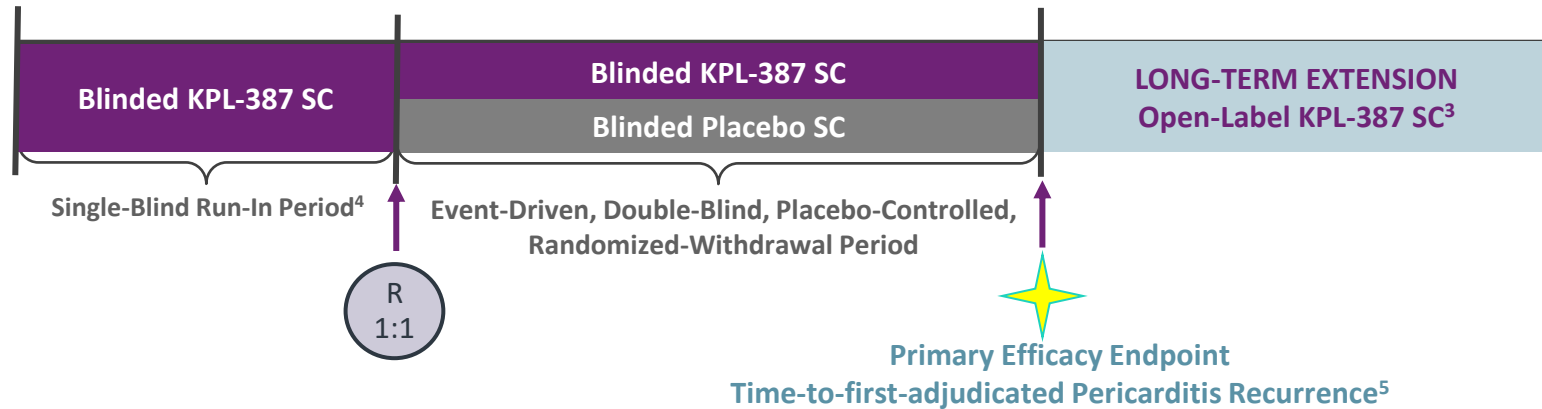 Blinded KPL-387 SC
Blinded KPL-387 SC
Blinded Placebo SC
LONG-TERM EXTENSION
Open-Label KPL-387 SC³
Single-Blind Run-In Period⁴
Event-Driven, Double-Blind, Placebo-Controlled,
Randomized-Withdrawal Period
R
1:1
Primary Efficacy Endpoint
Time-to-first-adjudicated Pericarditis Recurrence⁵